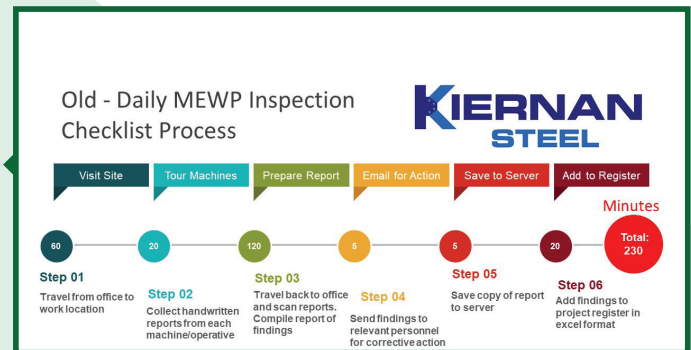 Old - Daily MEWP Inspection
Checklist Process
KIERNAN
STEEL
Visit Site
Tour Machines
Prepare Report
Email for Action
Save to Server
Add to Register
Minutes
60
20
120
5
5
20
Total:
230
Step 01
Travel from office to
work location
Step 02
Collect handwritten
reports from each
machine/operative
Step 03
Travel back to office
and scan reports.
Compile report of
findings
Step 04
Send findings to
relevant personnel
for corrective action
Step 05
Save copy of report
to server
Step 06
Add findings to
project register in
excel format